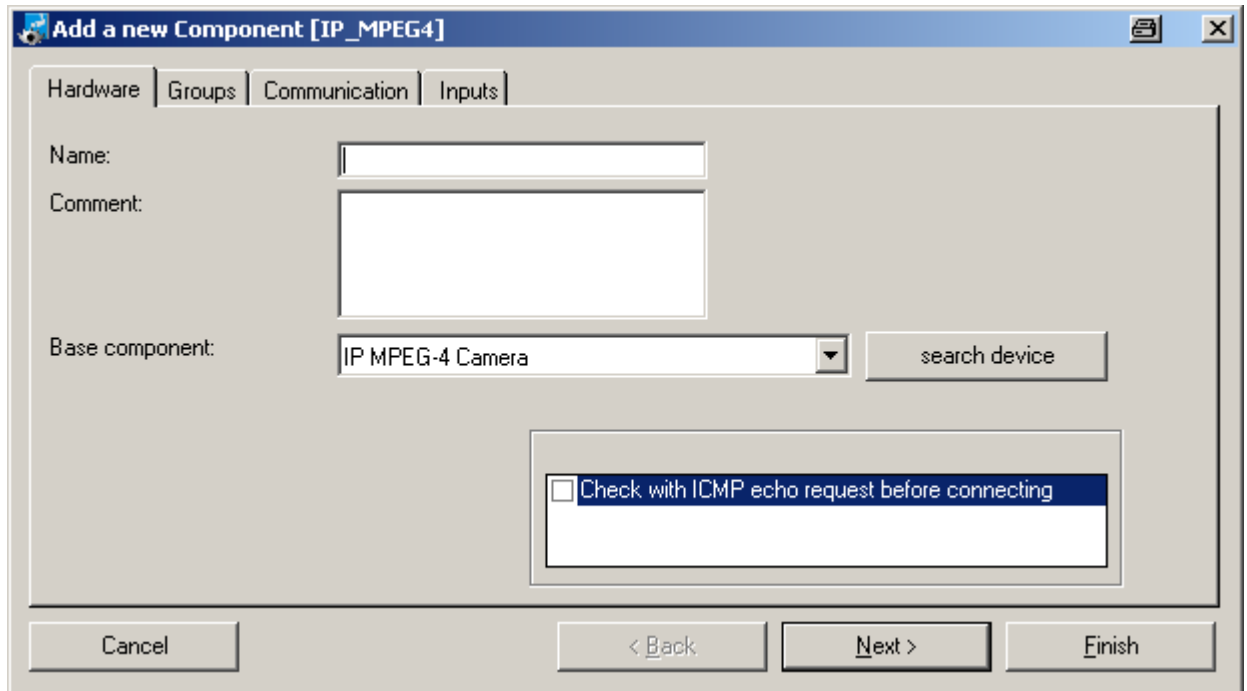 Add a new Component [IP_MPEG4]
Hardware Groups Communication Inputs
Name:
Comment:
Base component: IP MPEG-4 Camera search device
Check with ICMP echo request before connecting
Cancel < Back Next > Finish